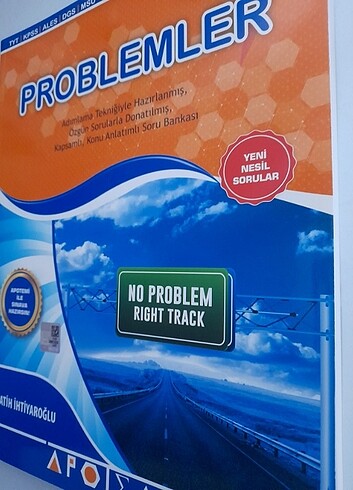 TYT | KPSS | ALES | DGS | MSÜ
PROBLEMLER
Adımlama Tekniğiyle Hazırlanmış,
Özgün Sorularla Donatılmış,
Kapsamlı, Konu Anlatımlı Soru Bankası
YENİ
NESİL
SORULAR
NO PROBLEM
RIGHT TRACK
APOTEMİ
İLE
SINAVA
HAZIRSIN!
ATİH İHTİYAROĞLU